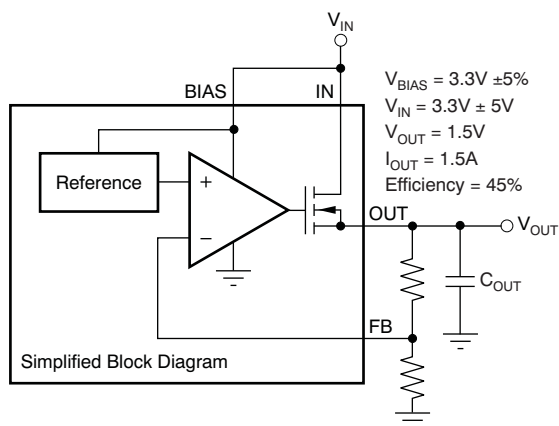 V_IN
BIAS
IN
V_BIAS = 3.3V ±5%
V_IN = 3.3V ± 5V
V_OUT = 1.5V
I_OUT = 1.5A
Efficiency = 45%
Reference
+
−
OUT
V_OUT
C_OUT
FB
Simplified Block Diagram